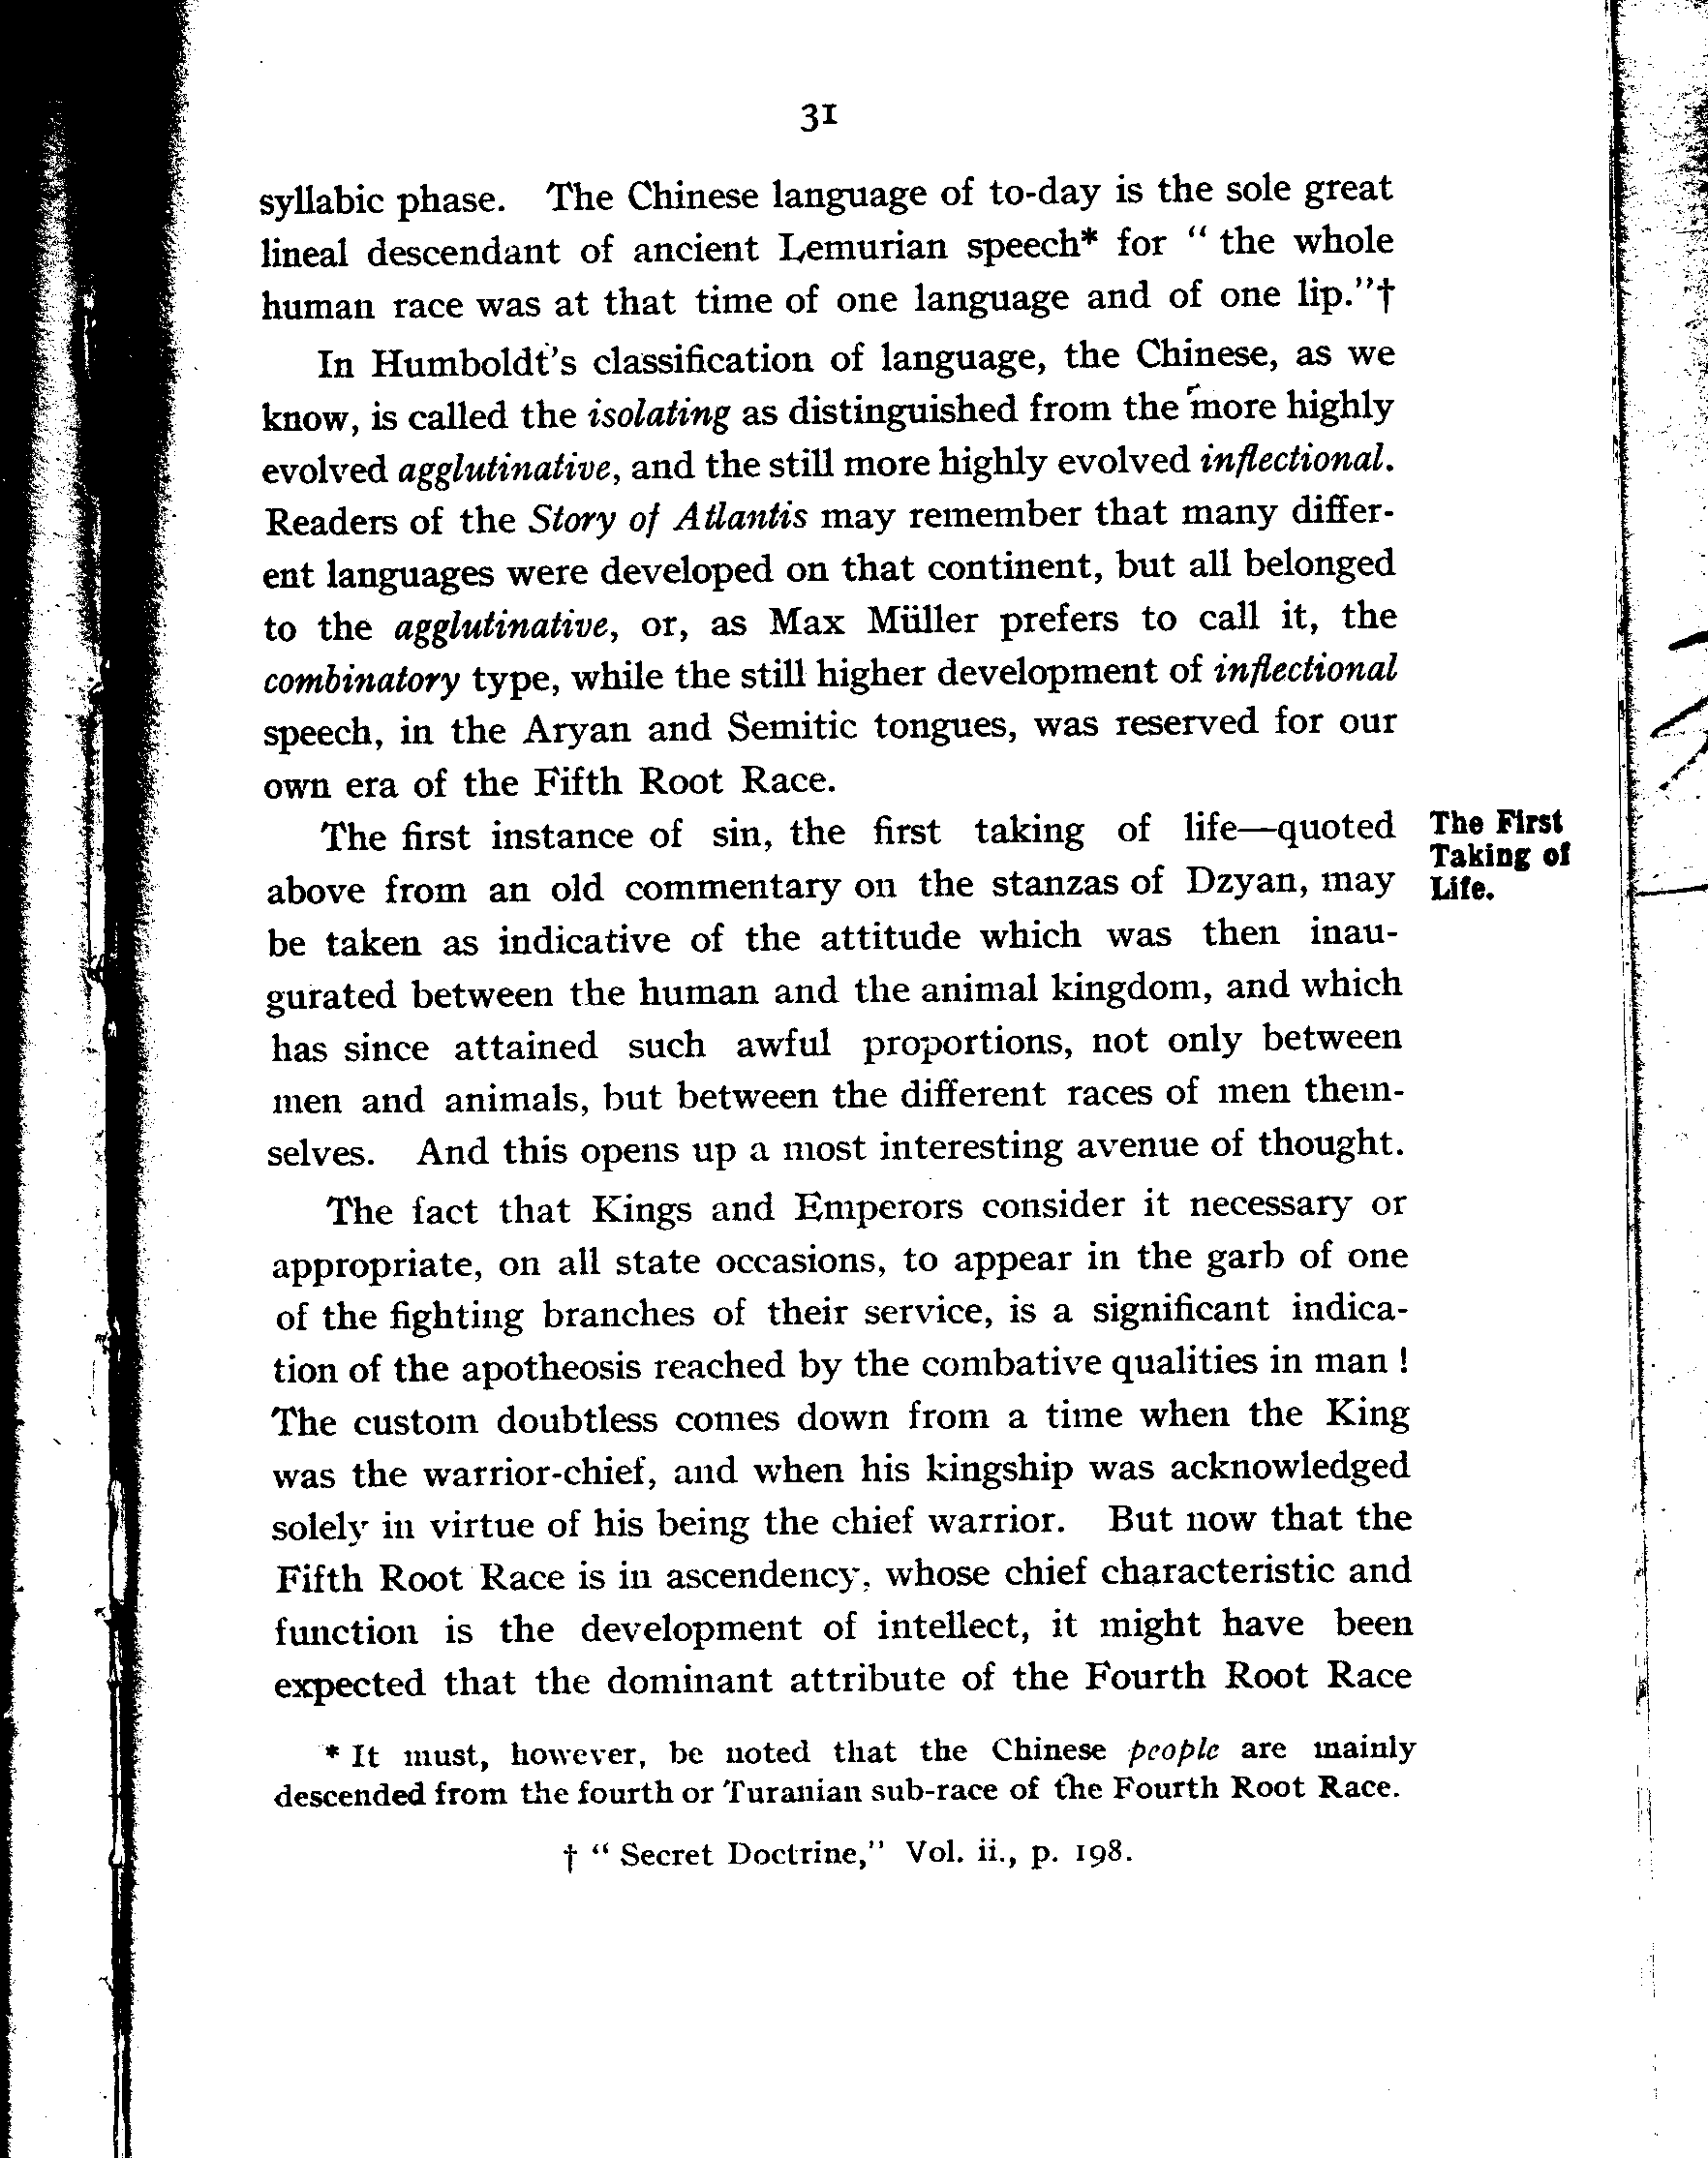 31
syllabic phase. The Chinese language of to-day is the sole great
lineal descendant of ancient Lemurian speech* for " the whole
human race was at that time of one language and of one lip."†
In Humboldt's classification of language, the Chinese, as we
know, is called the isolating as distinguished from the more highly
evolved agglutinative, and the still more highly evolved inflectional.
Readers of the Story of Atlantis may remember that many differ-
ent languages were developed on that continent, but all belonged
to the agglutinative, or, as Max Müller prefers to call it, the
combinatory type, while the still higher development of inflectional
speech, in the Aryan and Semitic tongues, was reserved for our
own era of the Fifth Root Race.
The first instance of sin, the first taking of life—quoted
above from an old commentary on the stanzas of Dzyan, may
be taken as indicative of the attitude which was then inau-
gurated between the human and the animal kingdom, and which
has since attained such awful proportions, not only between
men and animals, but between the different races of men them-
selves. And this opens up a most interesting avenue of thought.
The First
Taking of
Life.
The fact that Kings and Emperors consider it necessary or
appropriate, on all state occasions, to appear in the garb of one
of the fighting branches of their service, is a significant indica-
tion of the apotheosis reached by the combative qualities in man !
The custom doubtless comes down from a time when the King
was the warrior-chief, and when his kingship was acknowledged
solely in virtue of his being the chief warrior. But now that the
Fifth Root Race is in ascendency, whose chief characteristic and
function is the development of intellect, it might have been
expected that the dominant attribute of the Fourth Root Race
* It must, however, be noted that the Chinese people are mainly
descended from the fourth or Turanian sub-race of the Fourth Root Race.
† " Secret Doctrine," Vol. ii., p. 198.